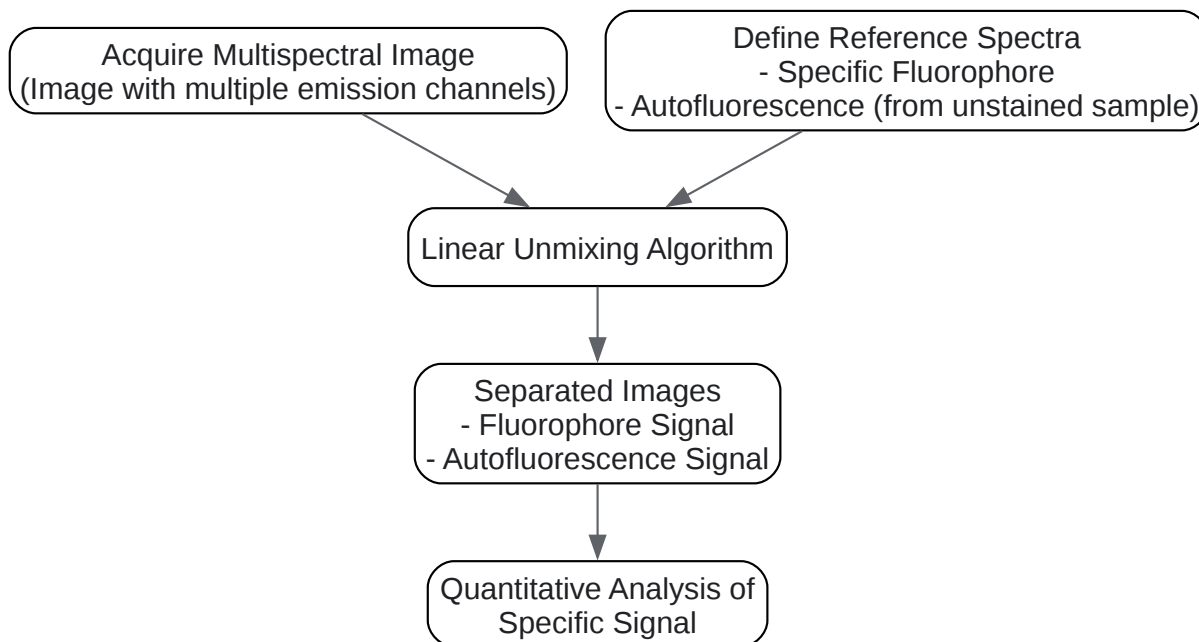 Acquire Multispectral Image
(Image with multiple emission channels)
Define Reference Spectra
- Specific Fluorophore
- Autofluorescence (from unstained sample)
Linear Unmixing Algorithm
Separated Images
- Fluorophore Signal
- Autofluorescence Signal
Quantitative Analysis of
Specific Signal